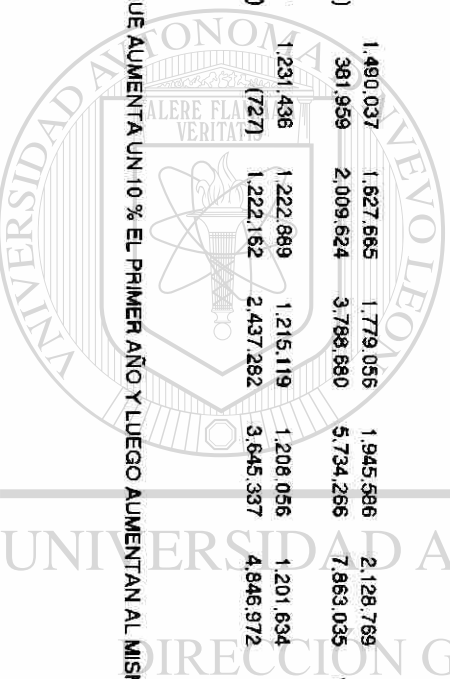 1,490,037 1,627,665 1,779,056 1,945,586 2,128,769
) 381,959 2,009,624 3,788,680 5,734,266 7,863,035
1,231,436 1,222,889 1,215,119 1,208,056 1,201,634
) (727) 1,222,162 2,437,282 3,645,337 4,846,972
UE AUMENTA UN 10 % EL PRIMER AÑO Y LUEGO AUMENTAN AL MISM
ALERE FLAM
VERITATIS
UNIVERSIDAD A
DIRECCIÓN G